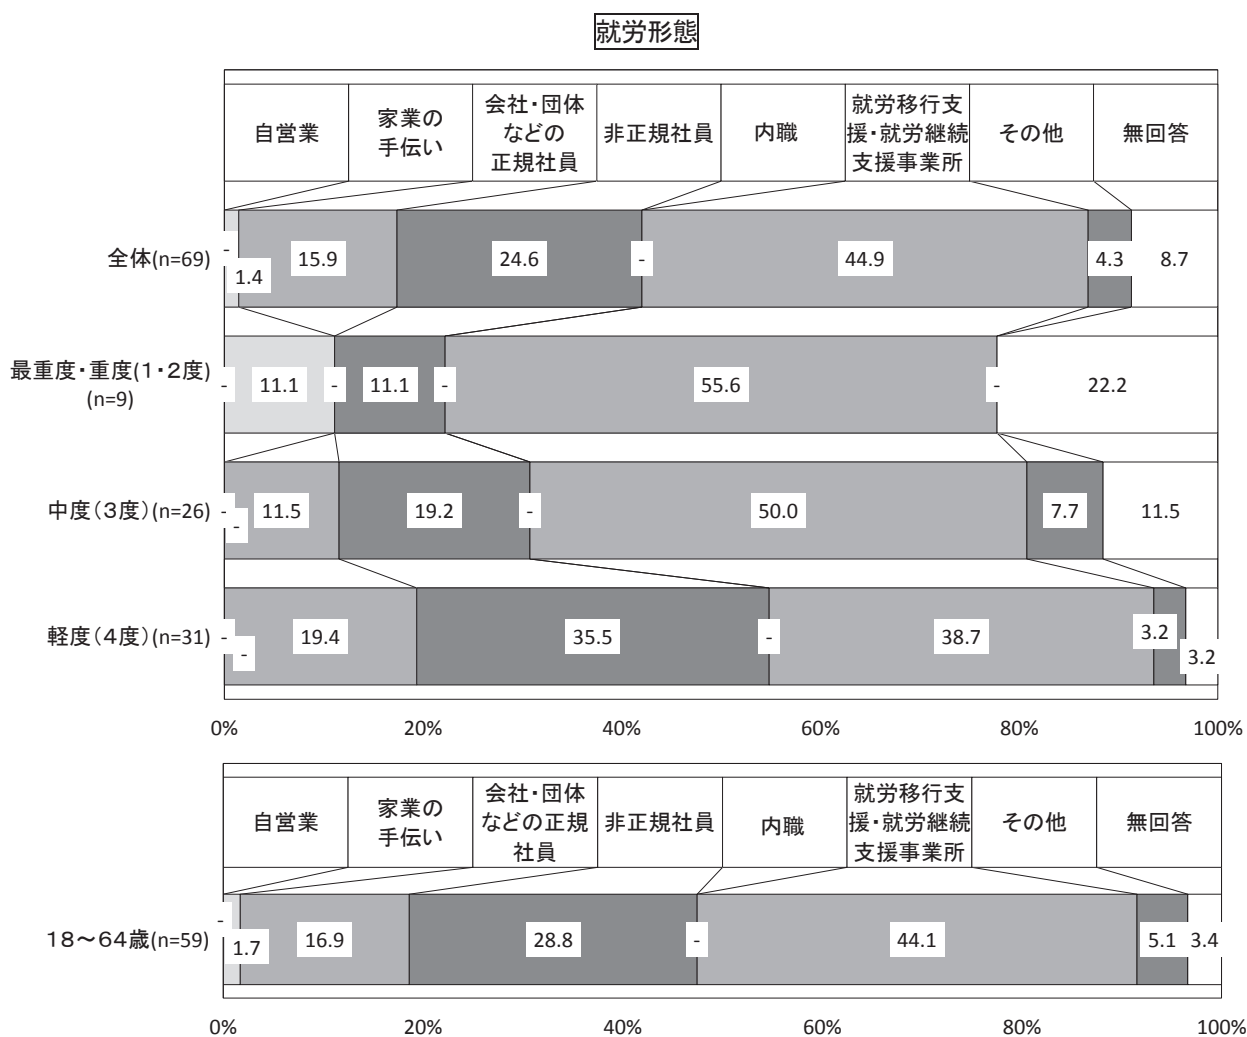 就労形態
自営業
家業の
手伝い
会社・団体
などの
正規社員
非正規社員
内職
就労移行支
援・就労継続
支援事業所
その他
無回答
全体(n=69)
-
1.4
15.9
24.6
-
44.9
4.3
8.7
最重度・重度(1・2度)
(n=9)
-
11.1
-
11.1
-
55.6
-
22.2
中度(3度)(n=26)
-
-
11.5
19.2
-
50.0
7.7
11.5
軽度(4度)(n=31)
-
-
19.4
35.5
-
38.7
3.2
3.2
0% 20% 40% 60% 80% 100%
自営業
家業の
手伝い
会社・団体
などの正規
社員
非正規社員
内職
就労移行支
援・就労継続
支援事業所
その他
無回答
18~64歳(n=59)
-
1.7
16.9
28.8
-
44.1
5.1
3.4
0% 20% 40% 60% 80% 100%